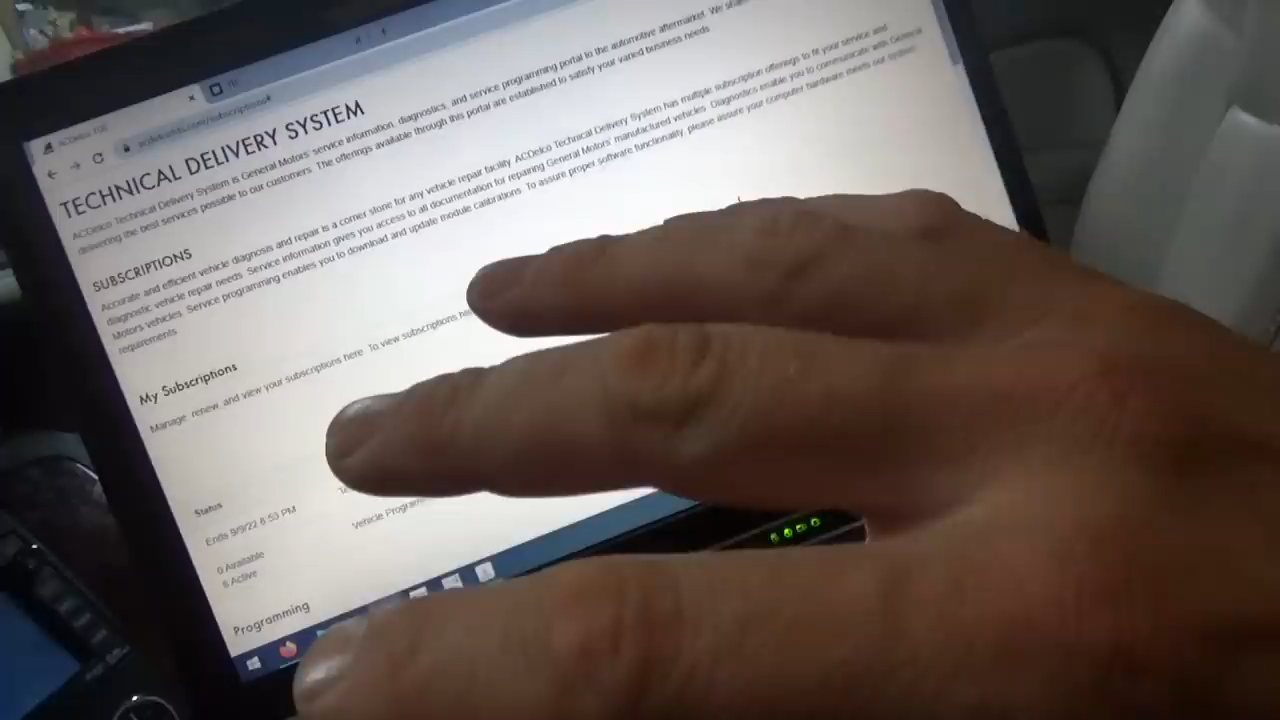 ACDelco TDS
acdelcotds.com/subscriptions#
TECHNICAL DELIVERY SYSTEM
ACDelco Technical Delivery System is General Motors' service information, diagnostics, and service programming portal to the automotive aftermarket. We
delivering the best services possible to our customers. The offerings available through this portal are established to satisfy your varied business needs.
SUBSCRIPTIONS
Accurate and efficient vehicle diagnosis and repair is a corner stone for any vehicle repair facility. ACDelco Technical Delivery System has multiple subscription offerings to fit your service and
diagnostic vehicle repair needs. Service information gives you access to all documentation for repairing General Motors' manufactured vehicles. Diagnostics enable you to communicate with General
Motors vehicles. Service programming enables you to download and update module calibrations. To assure proper software functionality, please assure your computer hardware meets our system
requirements.
My Subscriptions
Manage, renew, and view your subscriptions here. To view subscriptions
Status
Ends 9/9/22 8:53 PM
Vehicle
0 Available
6 Active
Programming